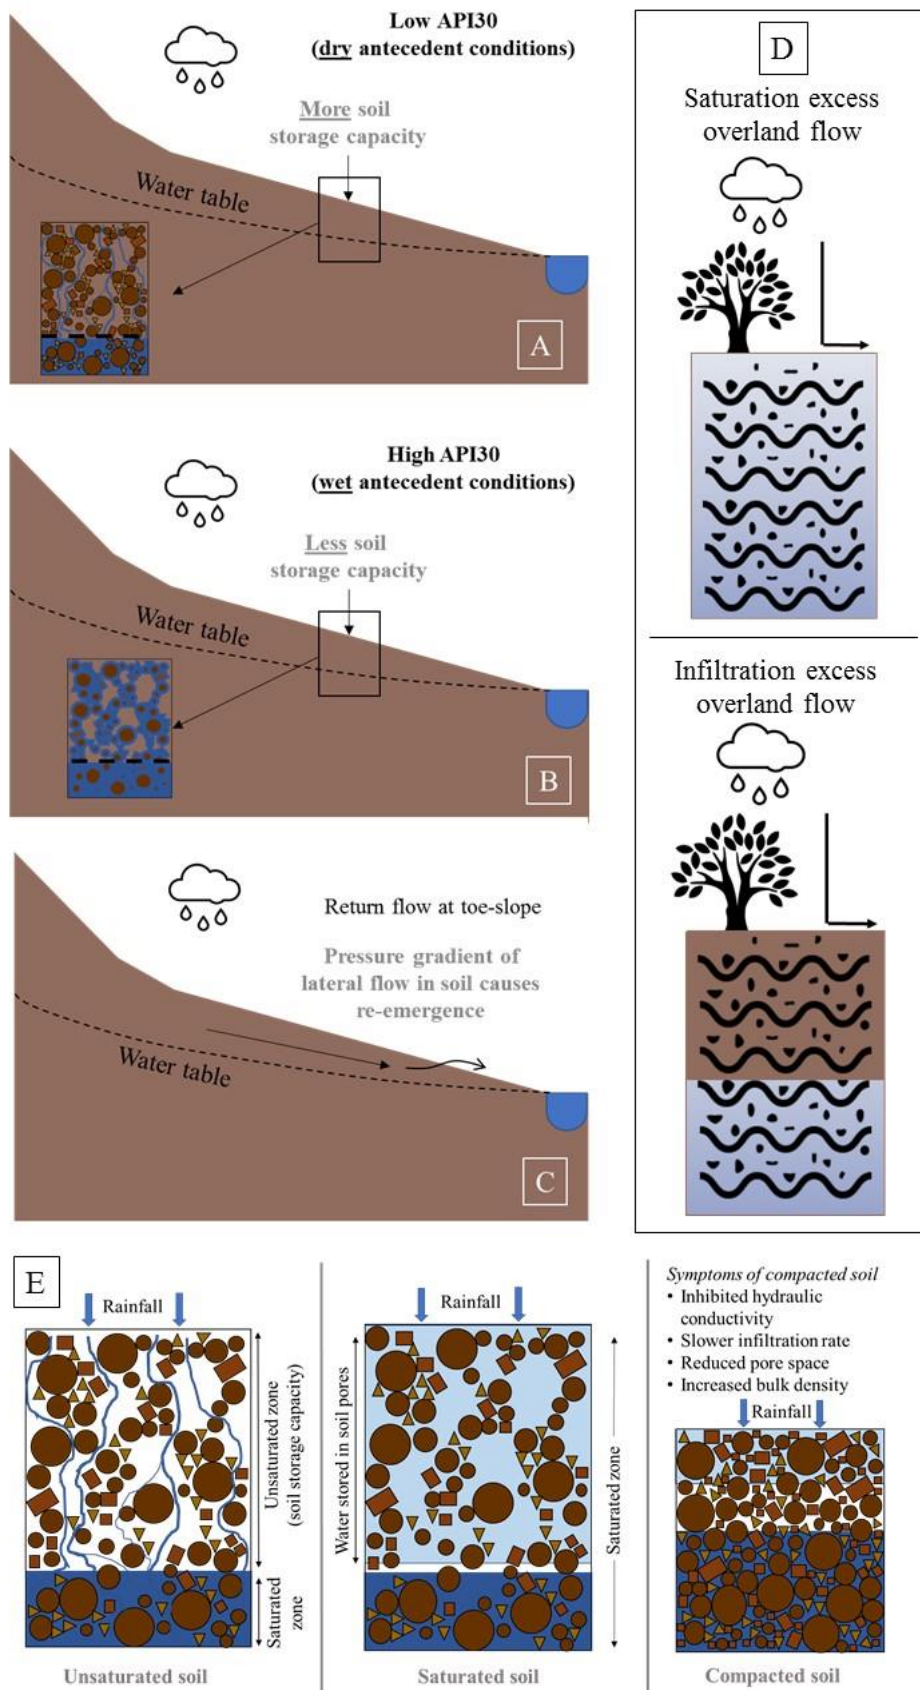 Low API30
(dry antecedent conditions)
More soil
storage capacity
Water table
A
High API30
(wet antecedent conditions)
Less soil
storage capacity
Water table
B
Return flow at toe-slope
Pressure gradient of
lateral flow in soil causes
re-emergence
Water table
C
D
Saturation excess
overland flow
Infiltration excess
overland flow
E
Rainfall
Unsaturated zone
(soil storage capacity)
Saturated
zone
Unsaturated soil
Rainfall
Water stored in soil pores
Saturated zone
Saturated soil
Symptoms of compacted soil
• Inhibited hydraulic
conductivity
• Slower infiltration rate
• Reduced pore space
• Increased bulk density
Rainfall
Compacted soil